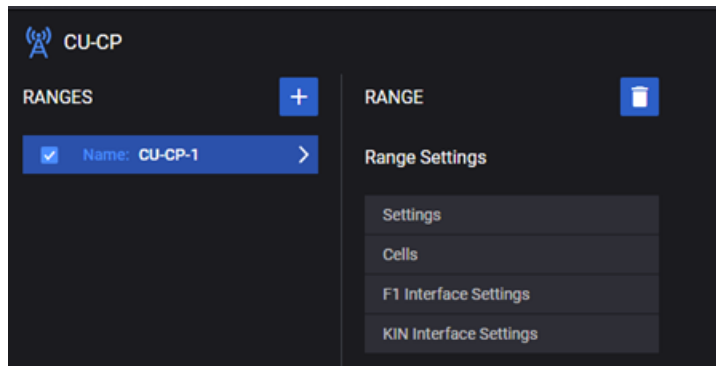 CU-CP
RANGES
Name: CU-CP-1
RANGE
Range Settings
Settings
Cells
F1 Interface Settings
KIN Interface Settings